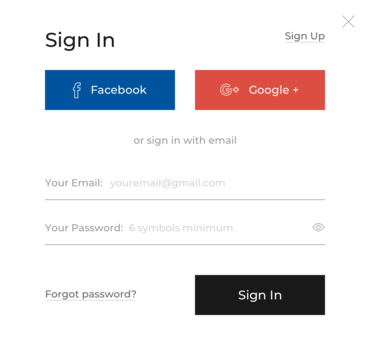 Sign In
Sign Up
Facebook
Google +
or sign in with email
Your Email: youremail@gmail.com
Your Password: 6 symbols minimum
Forgot password?
Sign In